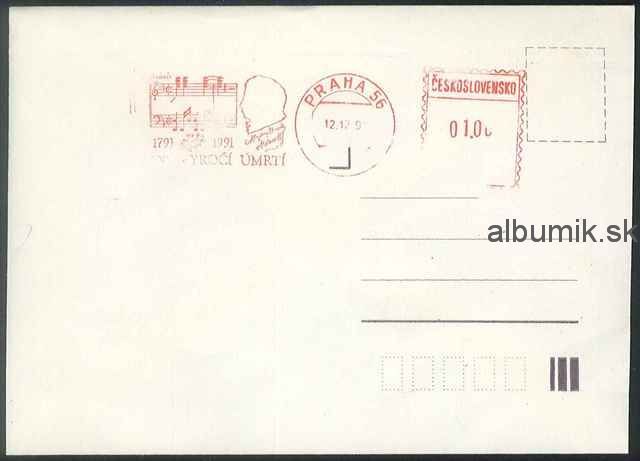 PRAHA 56
12.12.9
ČESKOSLOVENSKO
01.0
1791 1991
VÝROČÍ ÚMRTÍ
albumik.sk